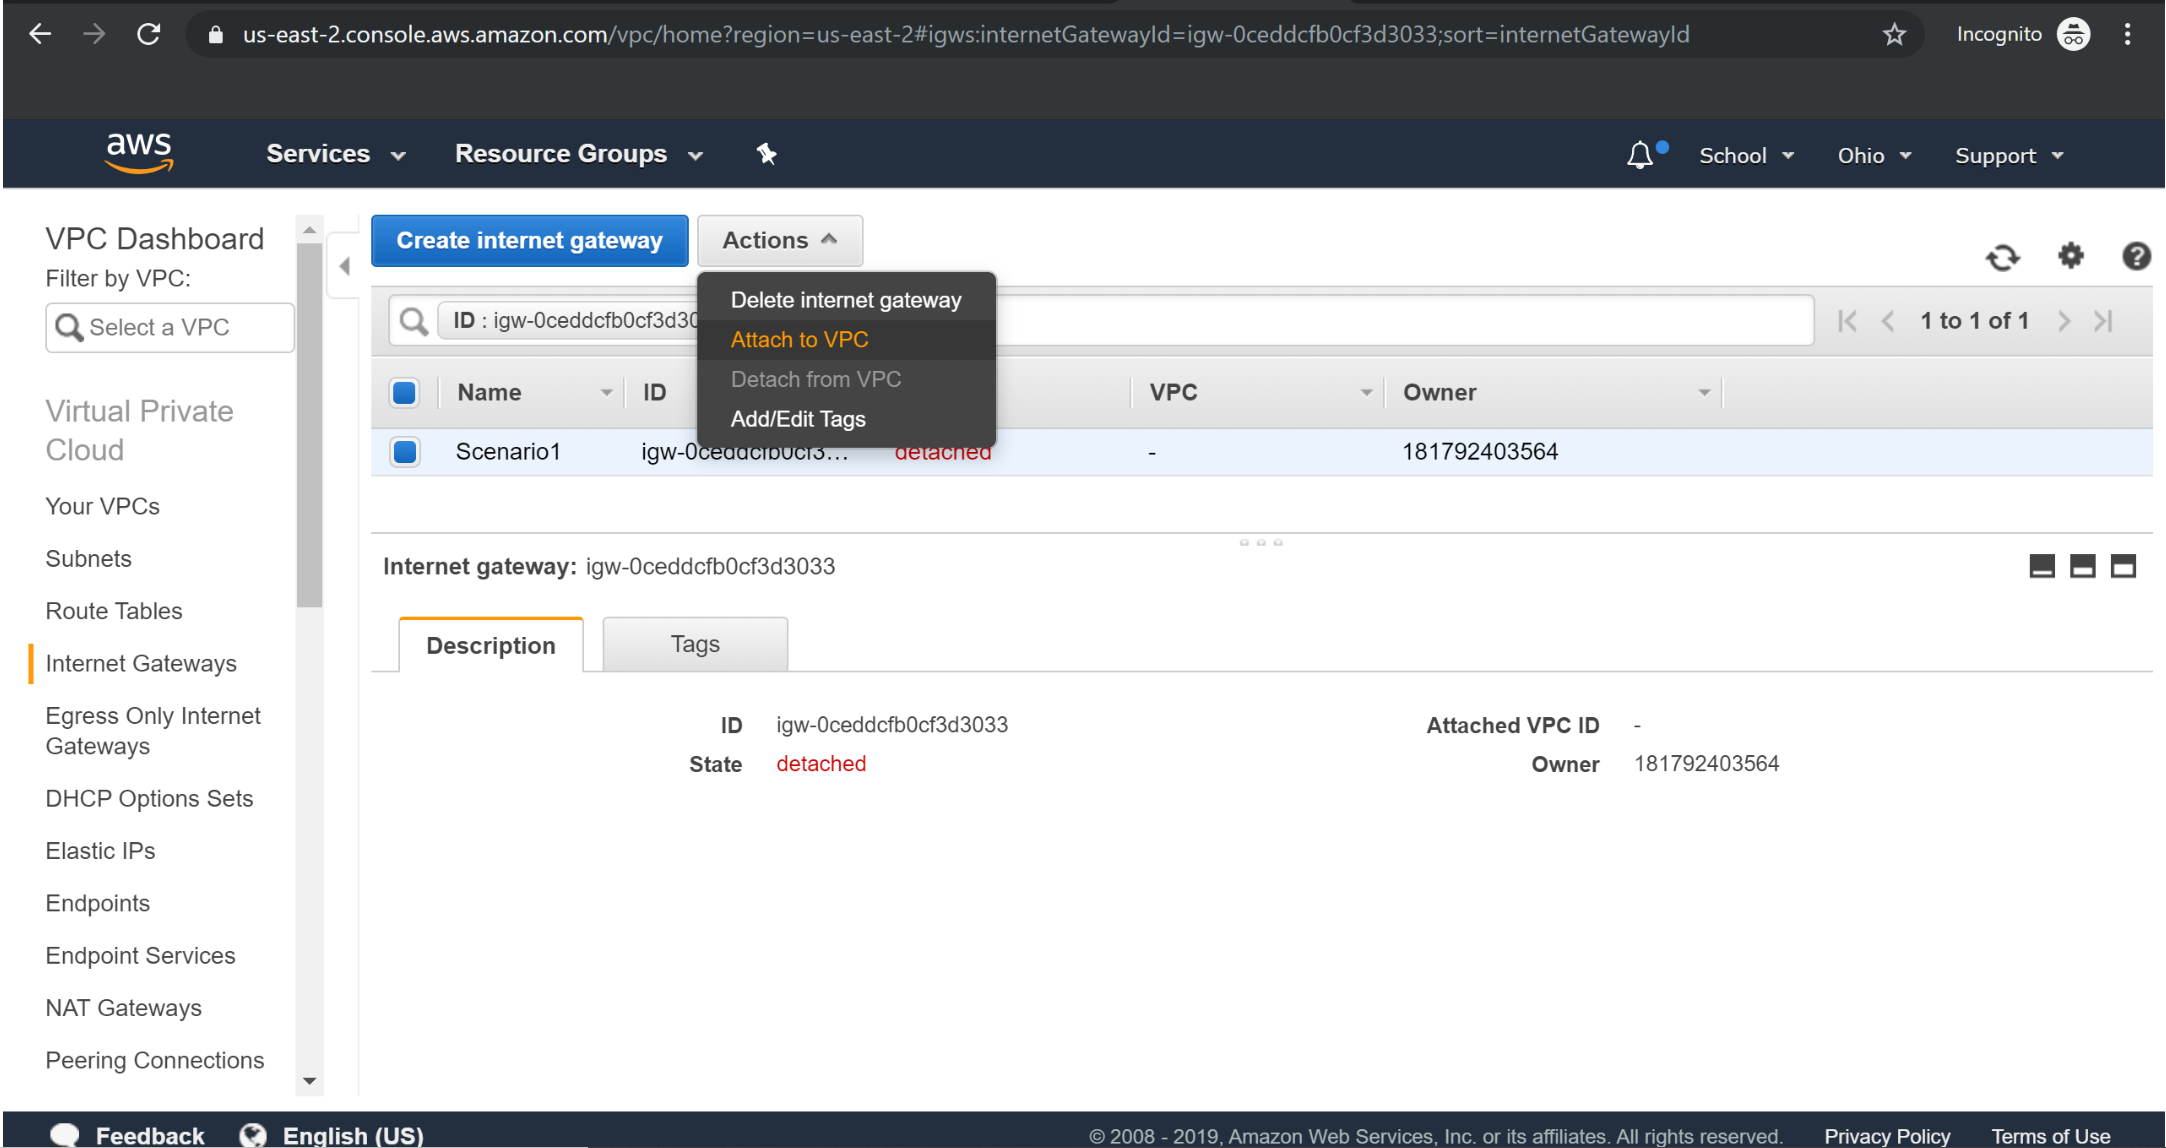 us-east-2.console.aws.amazon.com/vpc/home?region=us-east-2#igws:internetGatewayId=igw-0ceddcfb0cf3d3033;sort=internetGatewayId
Incognito
aws
Services
Resource Groups
School
Ohio
Support
VPC Dashboard
Filter by VPC:
Select a VPC
Virtual Private
Cloud
Your VPCs
Subnets
Route Tables
Internet Gateways
Egress Only Internet
Gateways
DHCP Options Sets
Elastic IPs
Endpoints
Endpoint Services
NAT Gateways
Peering Connections
Create internet gateway
Actions
Delete internet gateway
Attach to VPC
Detach from VPC
Add/Edit Tags
ID : igw-0ceddcfb0cf3d30
1 to 1 of 1
Name ID VPC Owner
Scenario1 igw-0ceddcfb0cf3… detached - 181792403564
Internet gateway: igw-0ceddcfb0cf3d3033
Description
Tags
ID igw-0ceddcfb0cf3d3033
Attached VPC ID -
State detached
Owner 181792403564
Feedback
English (US)
© 2008 - 2019, Amazon Web Services, Inc. or its affiliates. All rights reserved.
Privacy Policy
Terms of Use